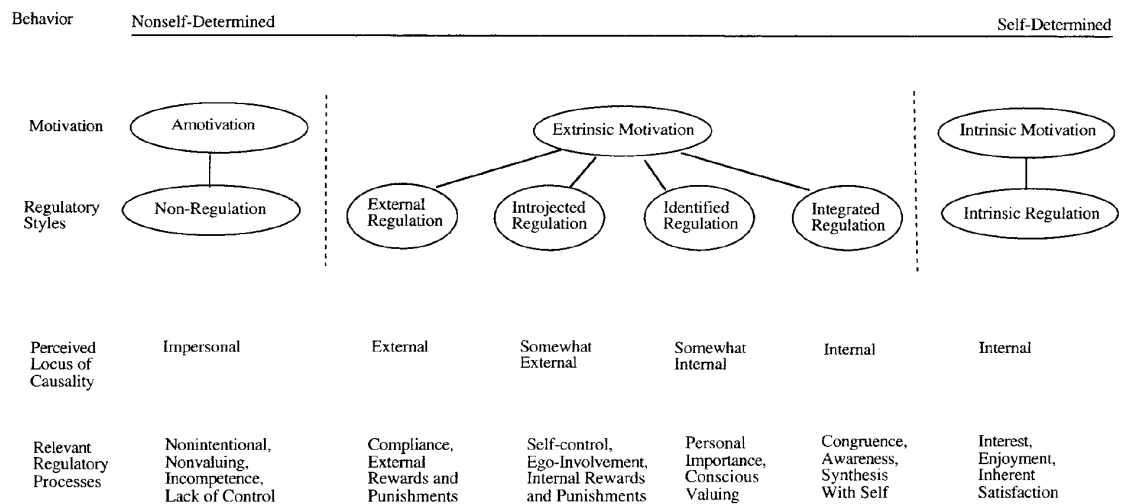 Behavior
Nonself-Determined
Self-Determined
Motivation
Amotivation
Extrinsic Motivation
Intrinsic Motivation
Regulatory
Styles
Non-Regulation
External
Regulation
Introjected
Regulation
Identified
Regulation
Integrated
Regulation
Intrinsic Regulation
Perceived
Locus of
Causality
Impersonal
External
Somewhat
External
Somewhat
Internal
Internal
Internal
Relevant
Regulatory
Processes
Nonintentional,
Nonvaluing,
Incompetence,
Lack of Control
Compliance,
External
Rewards and
Punishments
Self-control,
Ego-Involvement,
Internal Rewards
and Punishments
Personal
Importance,
Conscious
Valuing
Congruence,
Awareness,
Synthesis
With Self
Interest,
Enjoyment,
Inherent
Satisfaction